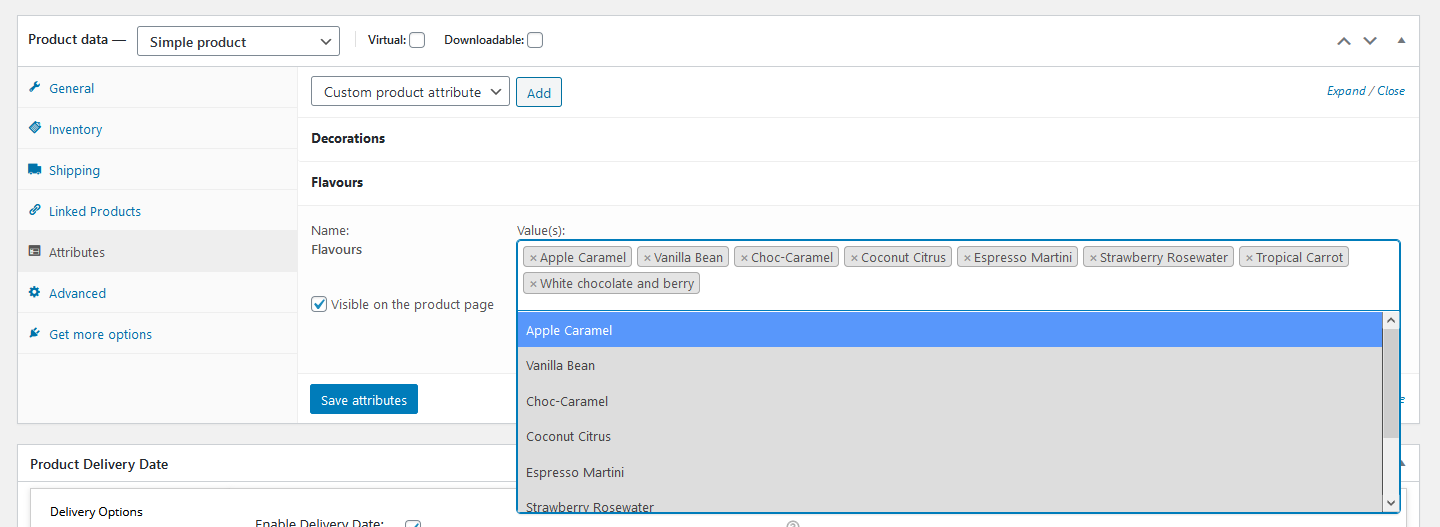 Product data — Simple product Virtual: Downloadable:
General
Inventory
Shipping
Linked Products
Attributes
Advanced
Get more options
Custom product attribute Add Expand / Close
Decorations
Flavours
Name: Value(s):
Flavours
× Apple Caramel × Vanilla Bean × Choc-Caramel × Coconut Citrus × Espresso Martini × Strawberry Rosewater × Tropical Carrot
× White chocolate and berry
Visible on the product page
Apple Caramel
Vanilla Bean
Choc-Caramel
Coconut Citrus
Espresso Martini
Strawberry Rosewater
Save attributes
Product Delivery Date
Delivery Options
Enable Delivery Date: